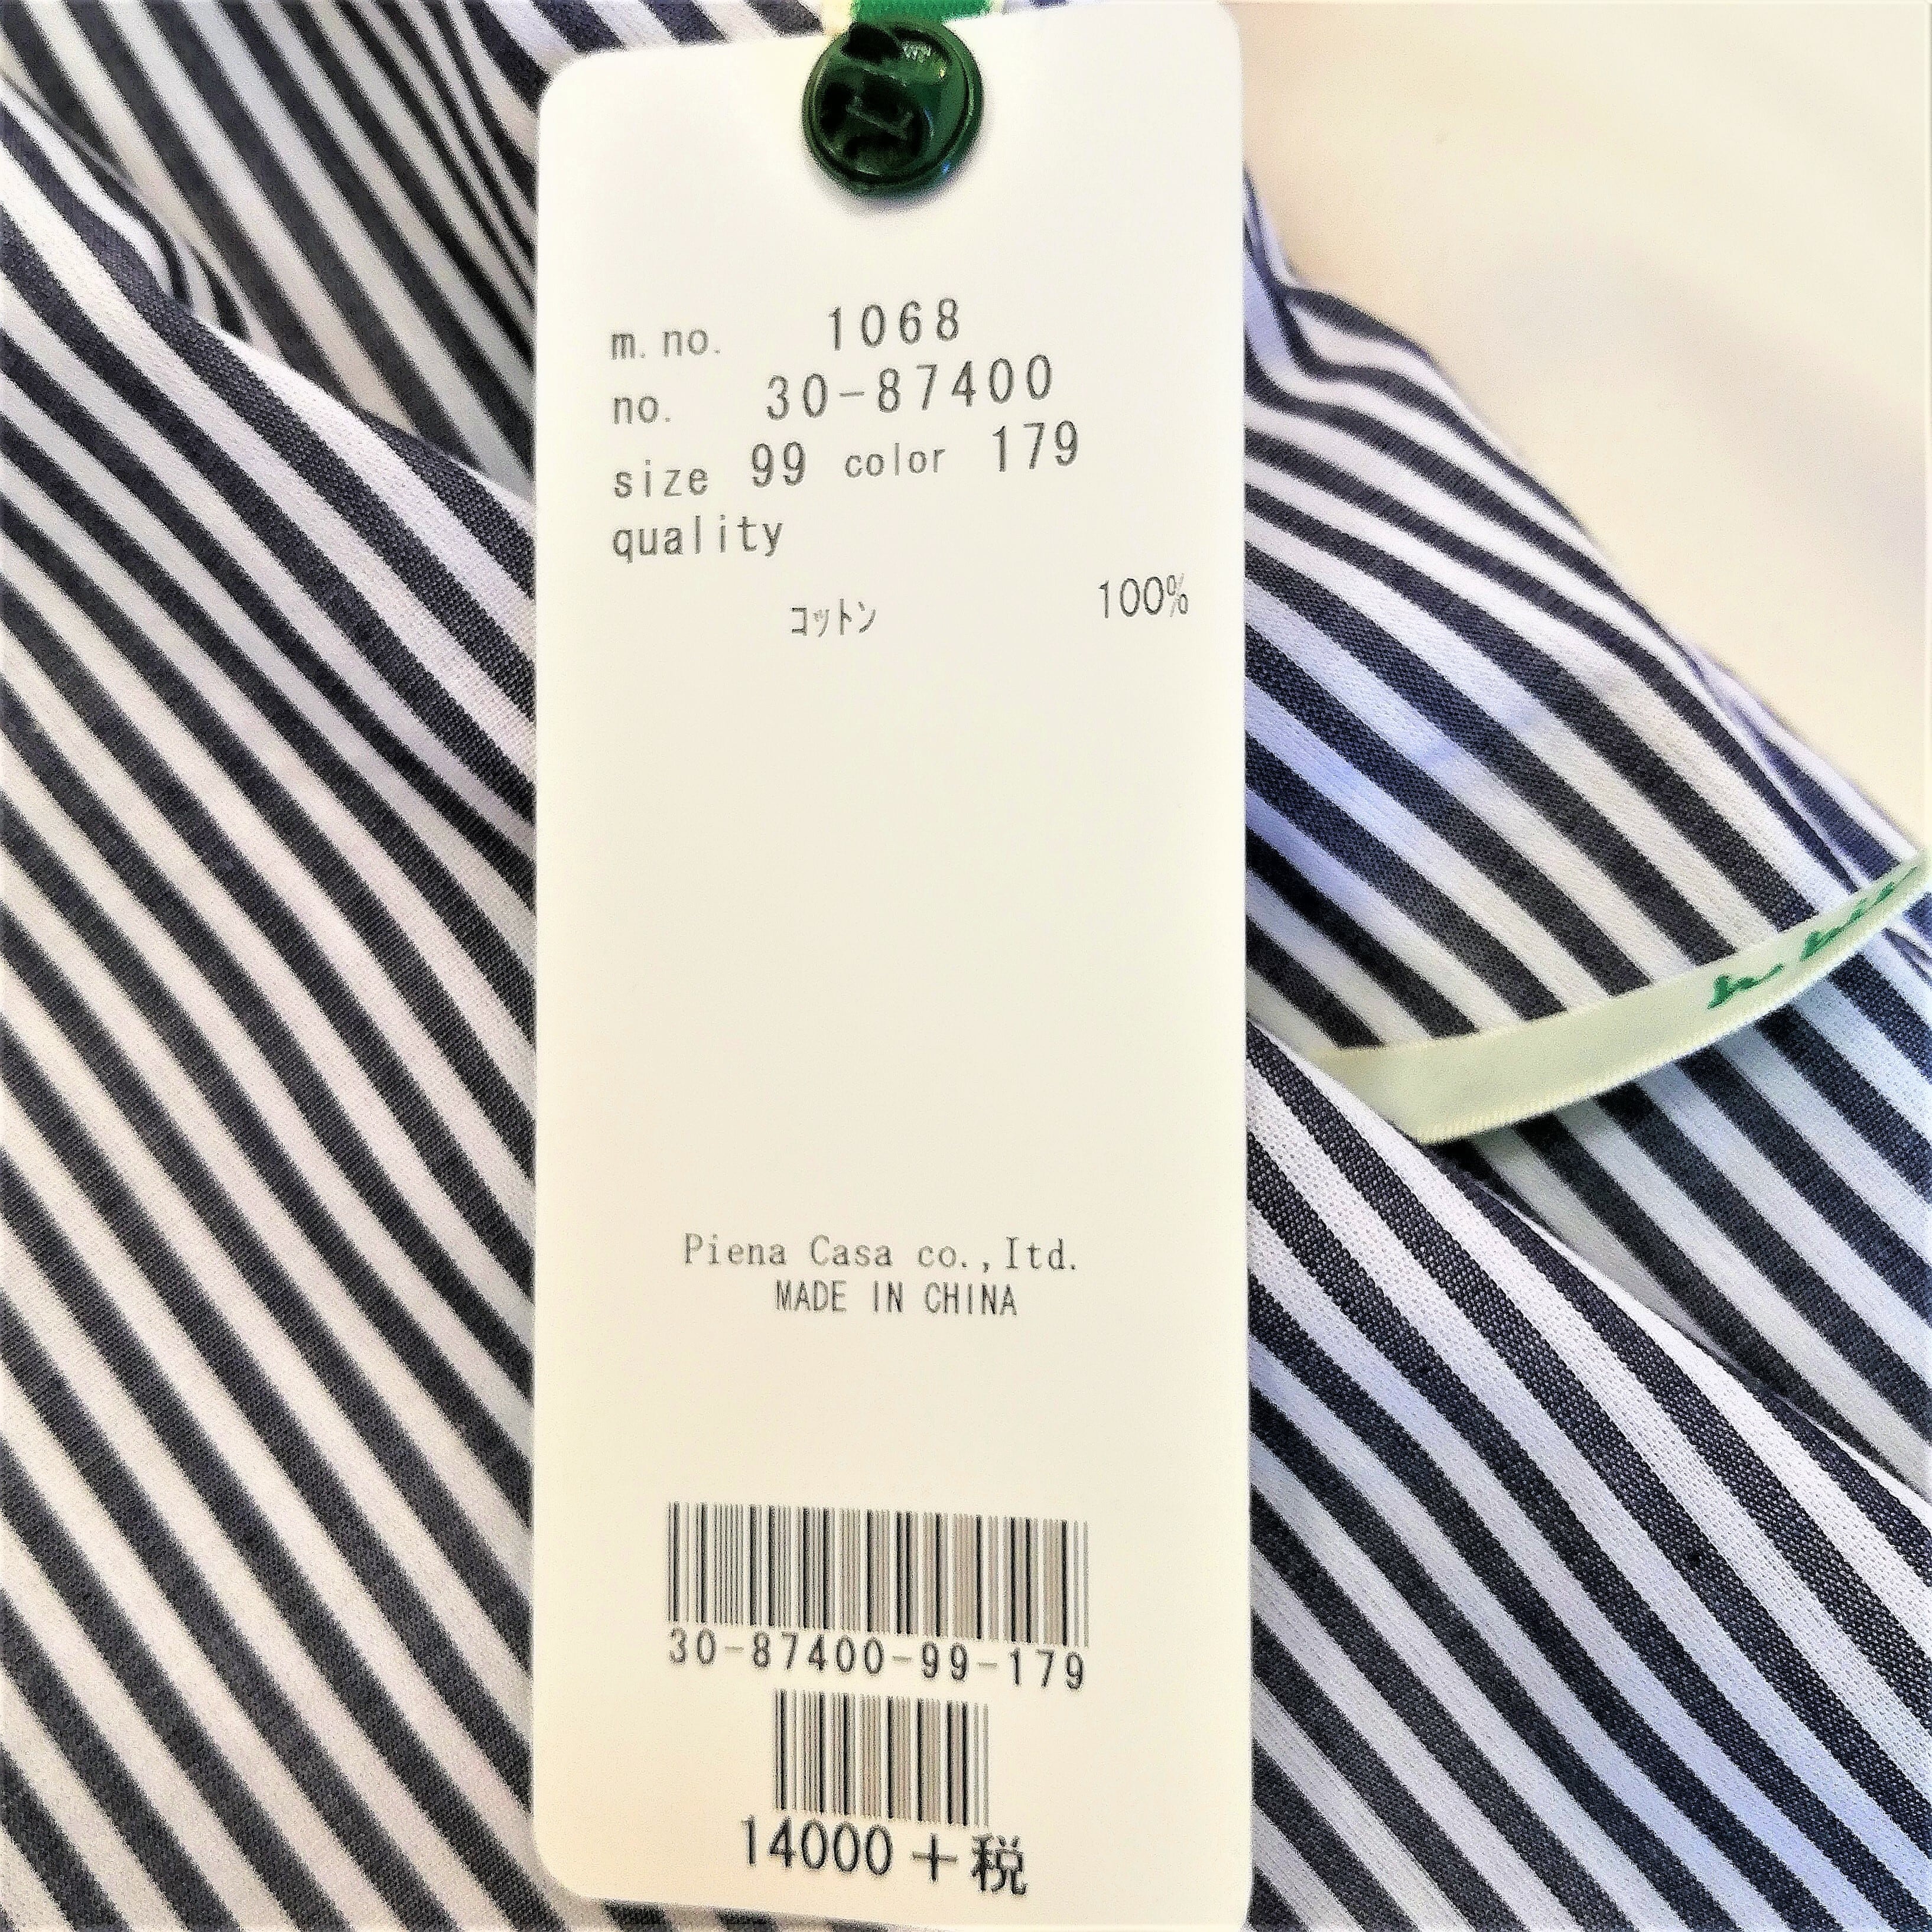 m.no. 1068
no. 30-87400
size 99 color 179
quality
コットン 100%
Piena Casa co.,Itd.
MADE IN CHINA
30-87400-99-179
14000+税